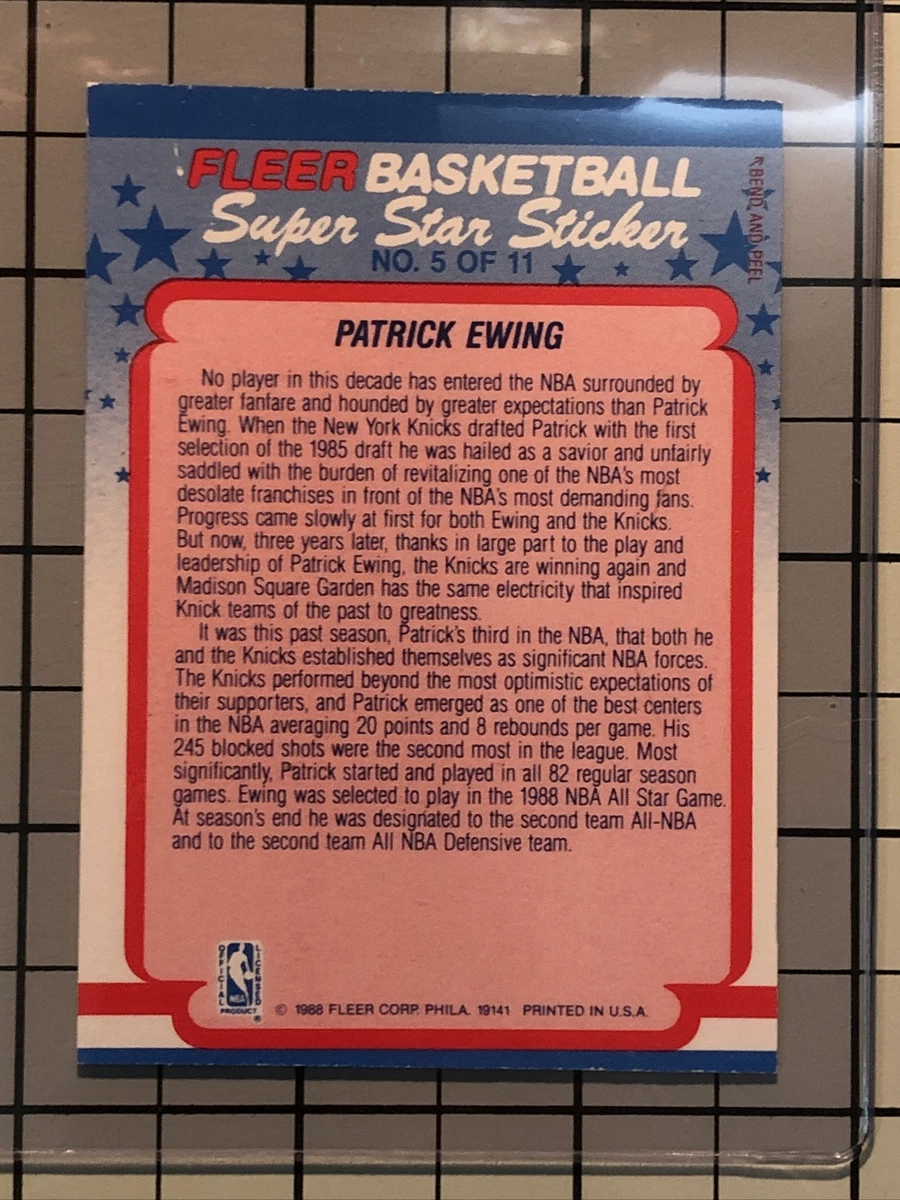 FLEER BASKETBALL
Super Star Sticker
NO. 5 OF 11
BEND AND PEEL
PATRICK EWING
No player in this decade has entered the NBA surrounded by
greater fanfare and hounded by greater expectations than Patrick
Ewing. When the New York Knicks drafted Patrick with the first
selection of the 1985 draft he was hailed as a savior and unfairly
saddled with the burden of revitalizing one of the NBA's most
desolate franchises in front of the NBA's most demanding fans.
Progress came slowly at first for both Ewing and the Knicks.
But now, three years later, thanks in large part to the play and
leadership of Patrick Ewing, the Knicks are winning again and
Madison Square Garden has the same electricity that inspired
Knick teams of the past to greatness.
It was this past season, Patrick's third in the NBA, that both he
and the Knicks established themselves as significant NBA forces.
The Knicks performed beyond the most optimistic expectations of
their supporters, and Patrick emerged as one of the best centers
in the NBA averaging 20 points and 8 rebounds per game. His
245 blocked shots were the second most in the league. Most
significantly, Patrick started and played in all 82 regular season
games. Ewing was selected to play in the 1988 NBA All Star Game.
At season's end he was designated to the second team All-NBA
and to the second team All NBA Defensive team.
OFFICIAL
LICENSED
NBA
PRODUCT ®
© 1988 FLEER CORP. PHILA. 19141 PRINTED IN U.S.A.